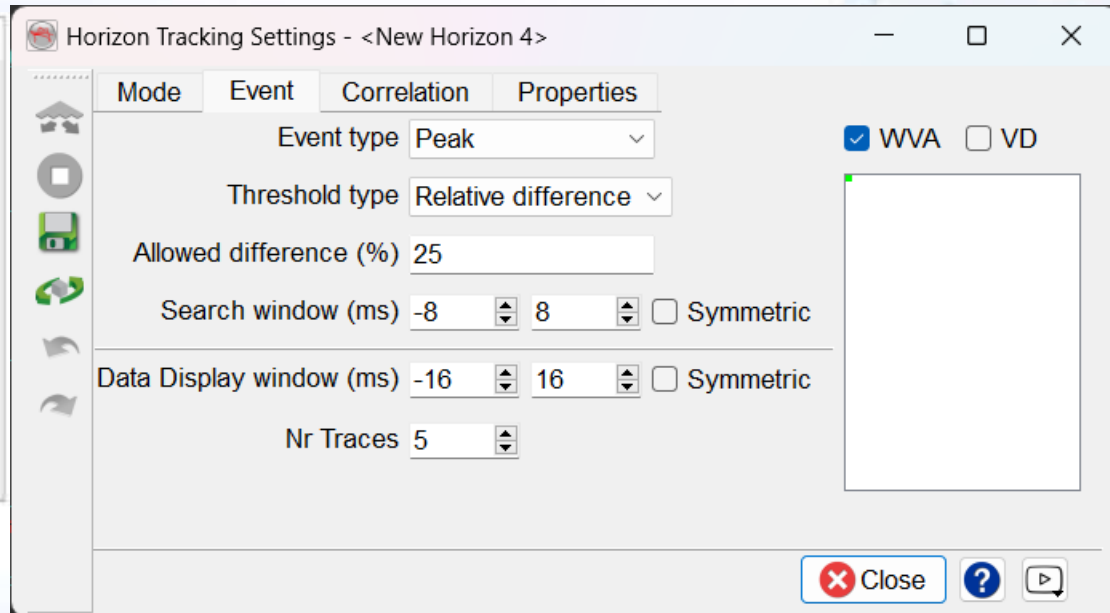 Horizon Tracking Settings - <New Horizon 4>
Mode Event Correlation Properties
Event type Peak
WVA VD
Threshold type Relative difference
Allowed difference (%) 25
Search window (ms) -8 8 Symmetric
Data Display window (ms) -16 16 Symmetric
Nr Traces 5
Close ?